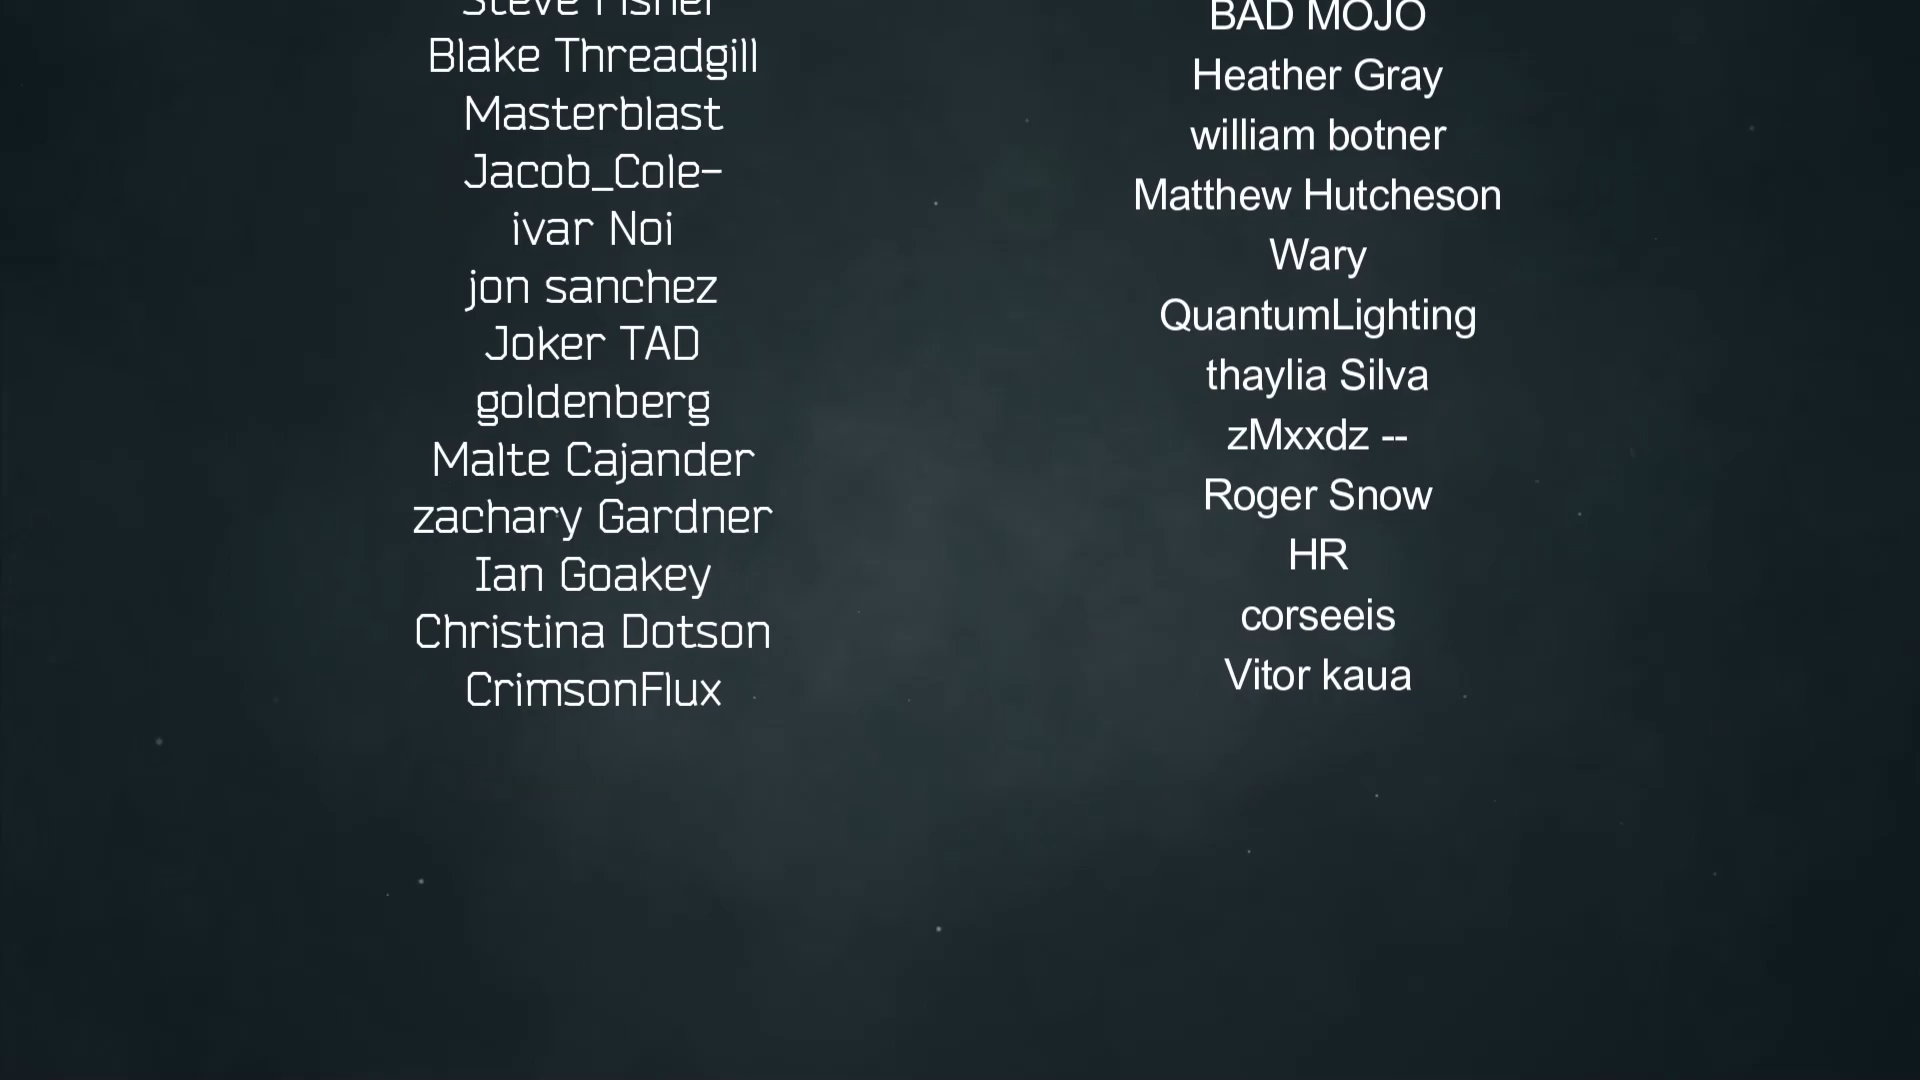 Steve Fisher
Blake Threadgill
Masterblast
Jacob_Cole-
ivar Noi
jon sanchez
Joker TAD
goldenberg
Malte Cajander
zachary Gardner
Ian Goakey
Christina Dotson
CrimsonFlux
BAD MOJO
Heather Gray
william botner
Matthew Hutcheson
Wary
QuantumLighting
thaylia Silva
zMxxdz --
Roger Snow
HR
corseeis
Vitor kaua